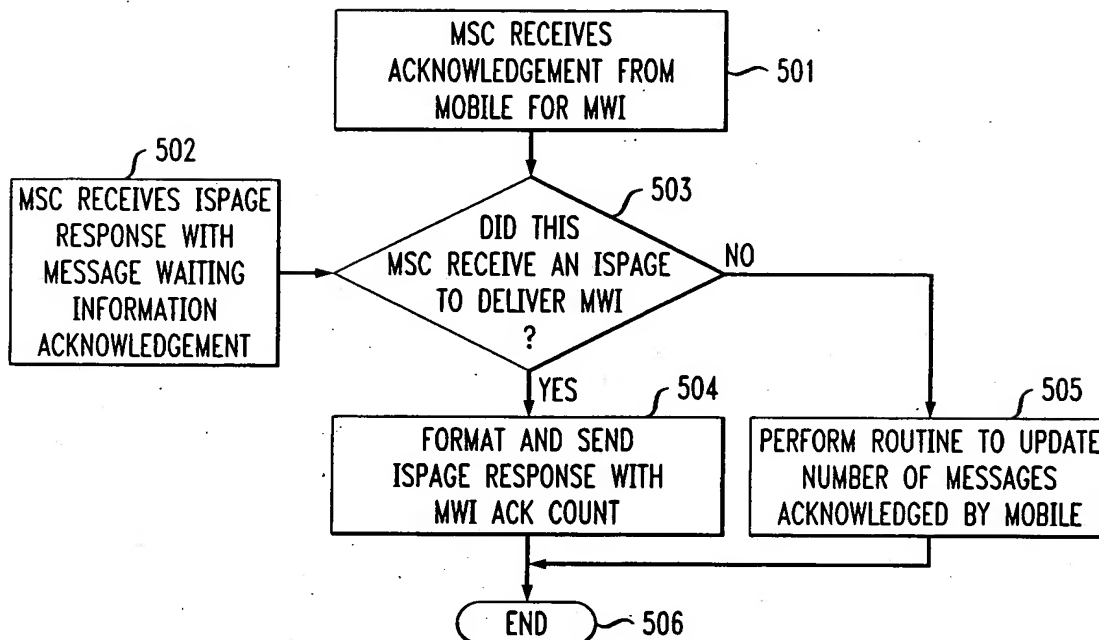 MSC RECEIVES
ACKNOWLEDGEMENT FROM
MOBILE FOR MWI
501
502
MSC RECEIVES ISPAGE
RESPONSE WITH
MESSAGE WAITING
INFORMATION
ACKNOWLEDGEMENT
503
DID THIS
MSC RECEIVE AN ISPAGE
TO DELIVER MWI
?
NO
YES
504
FORMAT AND SEND
ISPAGE RESPONSE WITH
MWI ACK COUNT
505
PERFORM ROUTINE TO UPDATE
NUMBER OF MESSAGES
ACKNOWLEDGED BY MOBILE
END
506